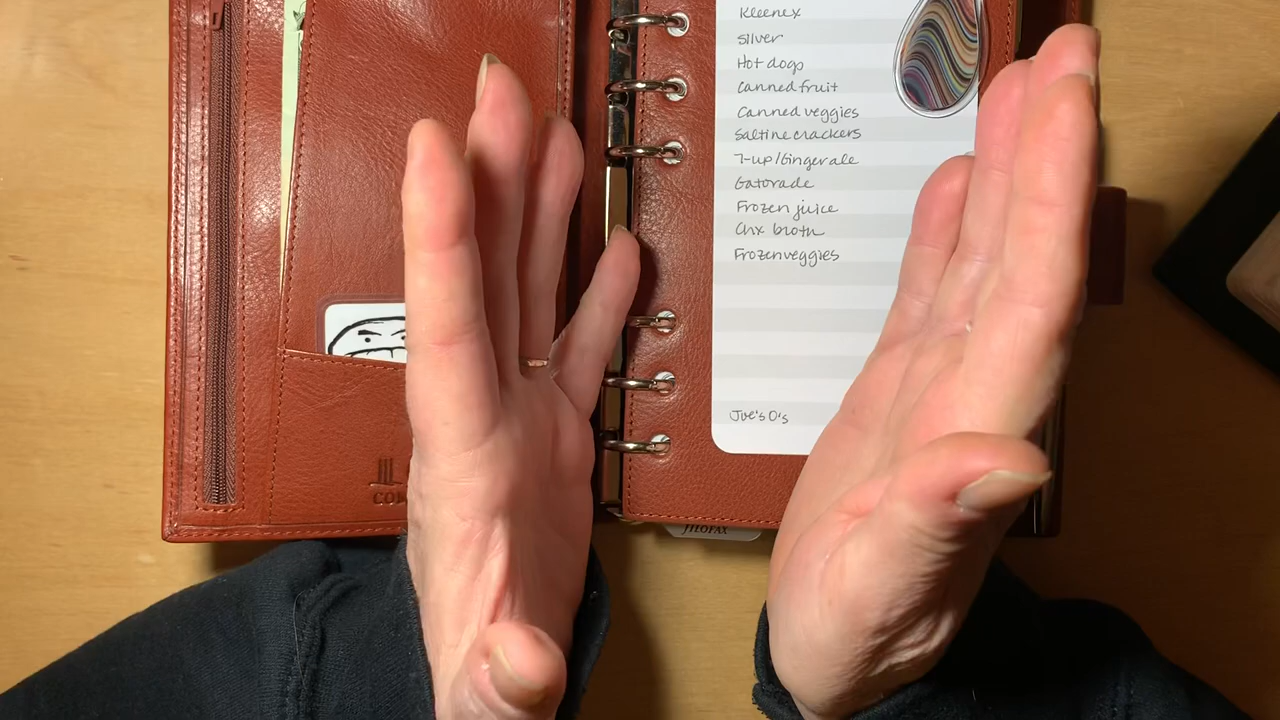 Kleenex
silver
Hot dogs
Canned fruit
Canned veggies
Saltine crackers
7-up/Gingerale
Gatorade
Frozen juice
Chx broth
Frozen veggies
Joe's O's
FILOFAX